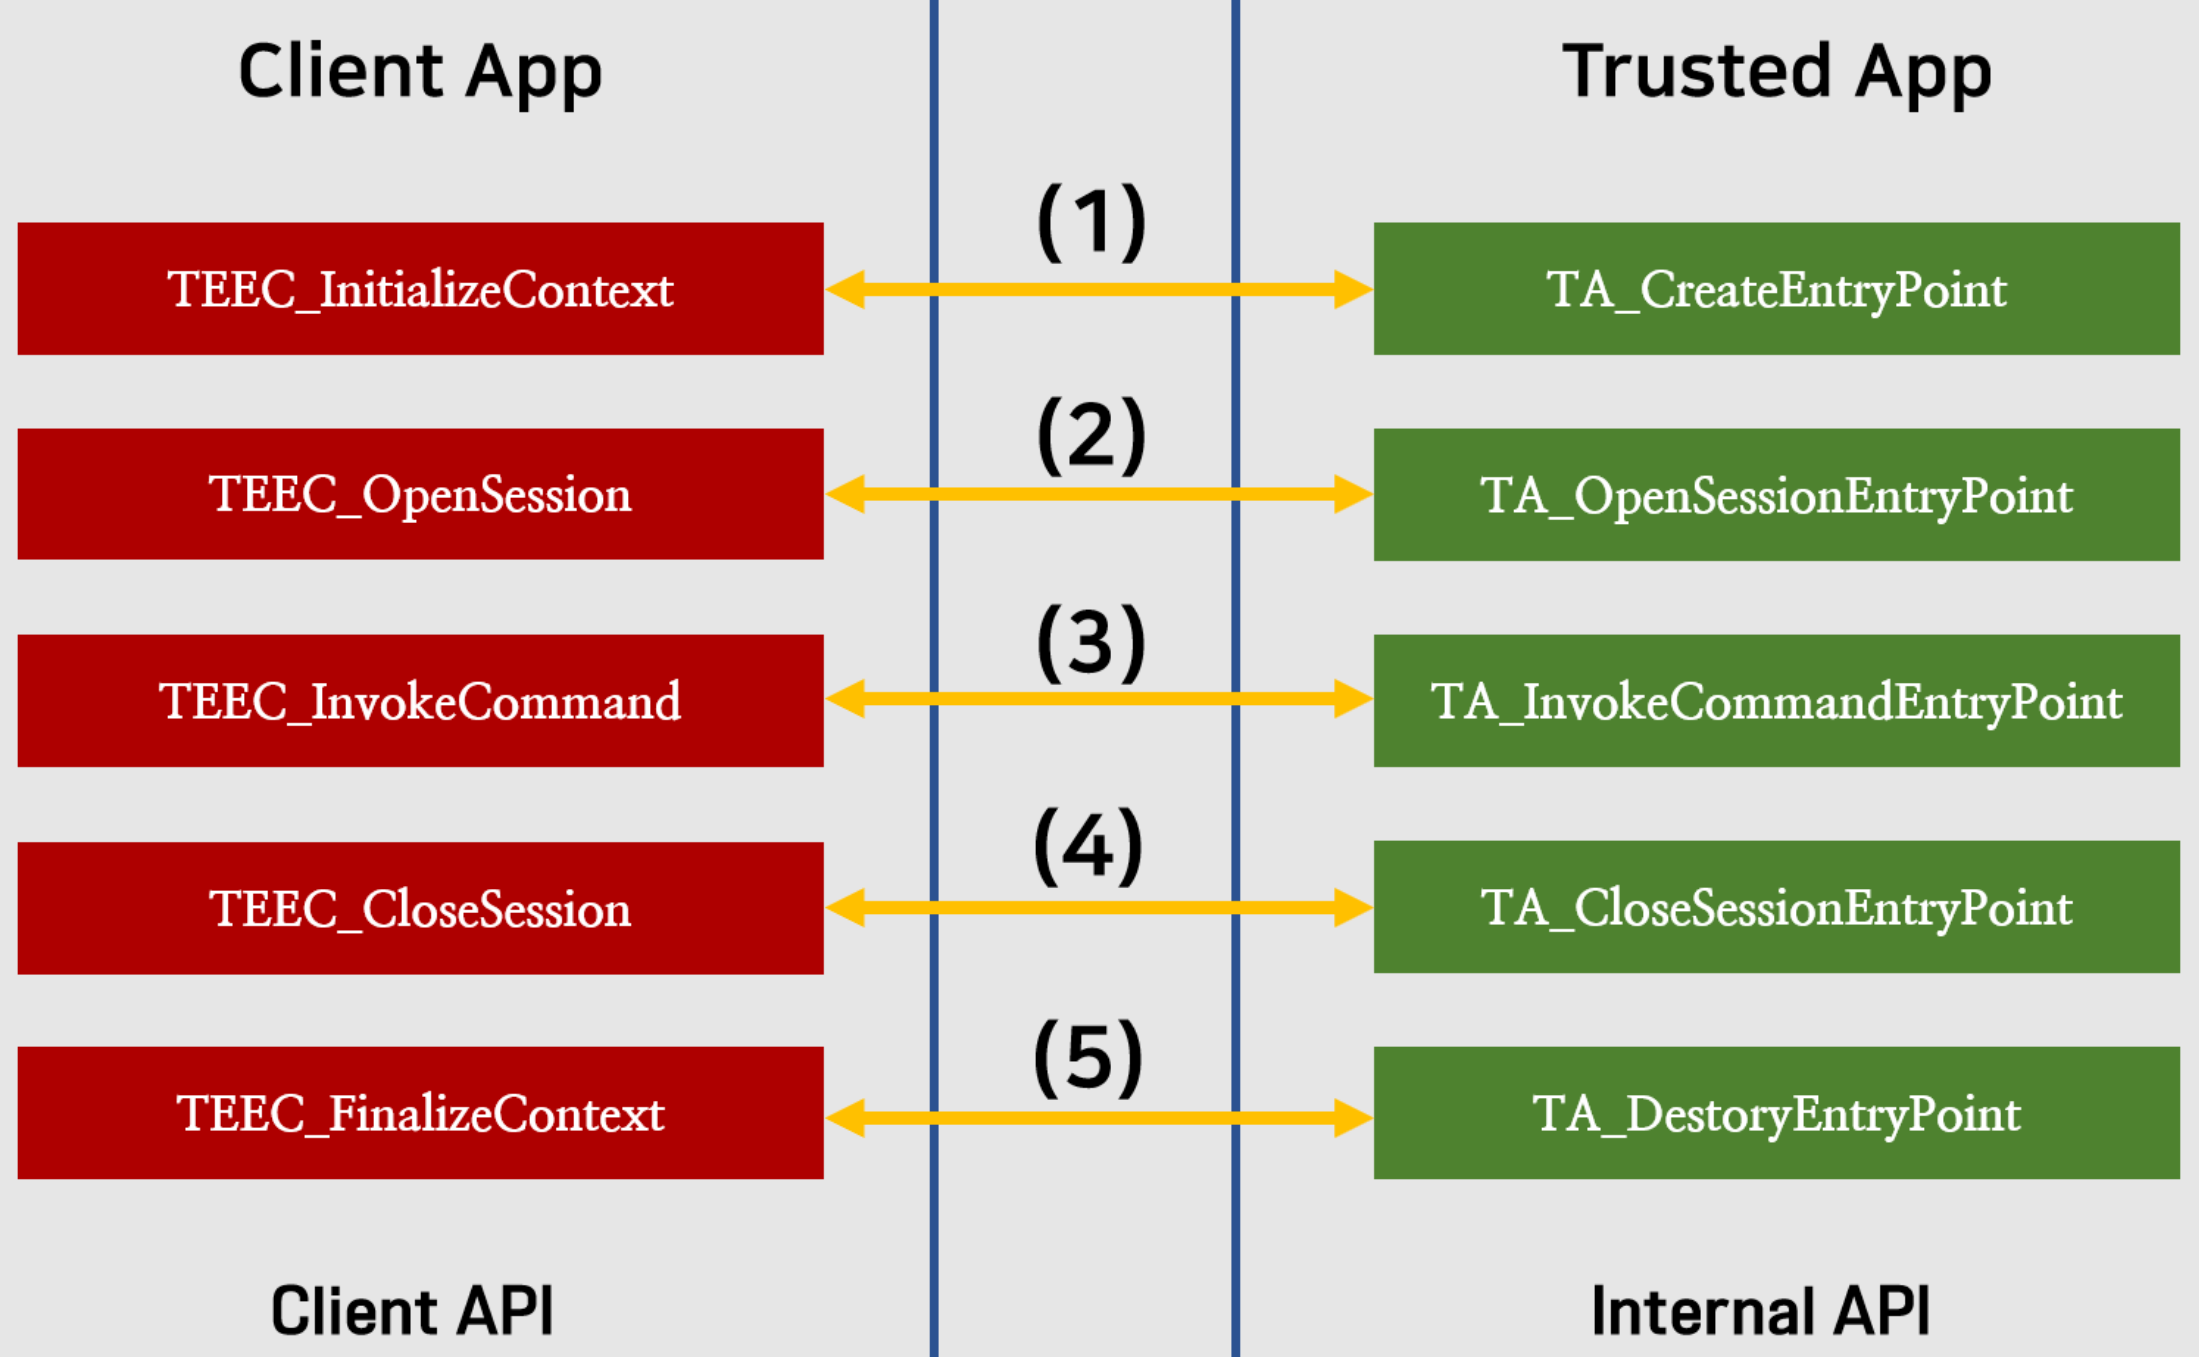 Client App
Trusted App
(1)
TEEC_InitializeContext
TA_CreateEntryPoint
(2)
TEEC_OpenSession
TA_OpenSessionEntryPoint
(3)
TEEC_InvokeCommand
TA_InvokeCommandEntryPoint
(4)
TEEC_CloseSession
TA_CloseSessionEntryPoint
(5)
TEEC_FinalizeContext
TA_DestoryEntryPoint
Client API
Internal API